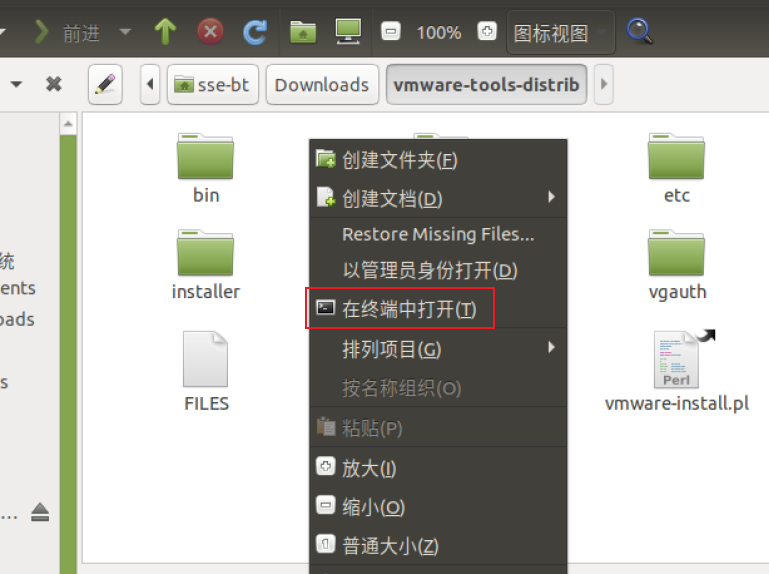 前进
100%
图标视图
sse-bt
Downloads
vmware-tools-distrib
统
ents
oads
s
...
bin
etc
installer
vgauth
FILES
Perl
vmware-install.pl
创建文件夹(F)
创建文档(D)
Restore Missing Files...
以管理员身份打开(D)
在终端中打开(T)
排列项目(G)
按名称组织(O)
粘贴(P)
放大(I)
缩小(O)
普通大小(Z)